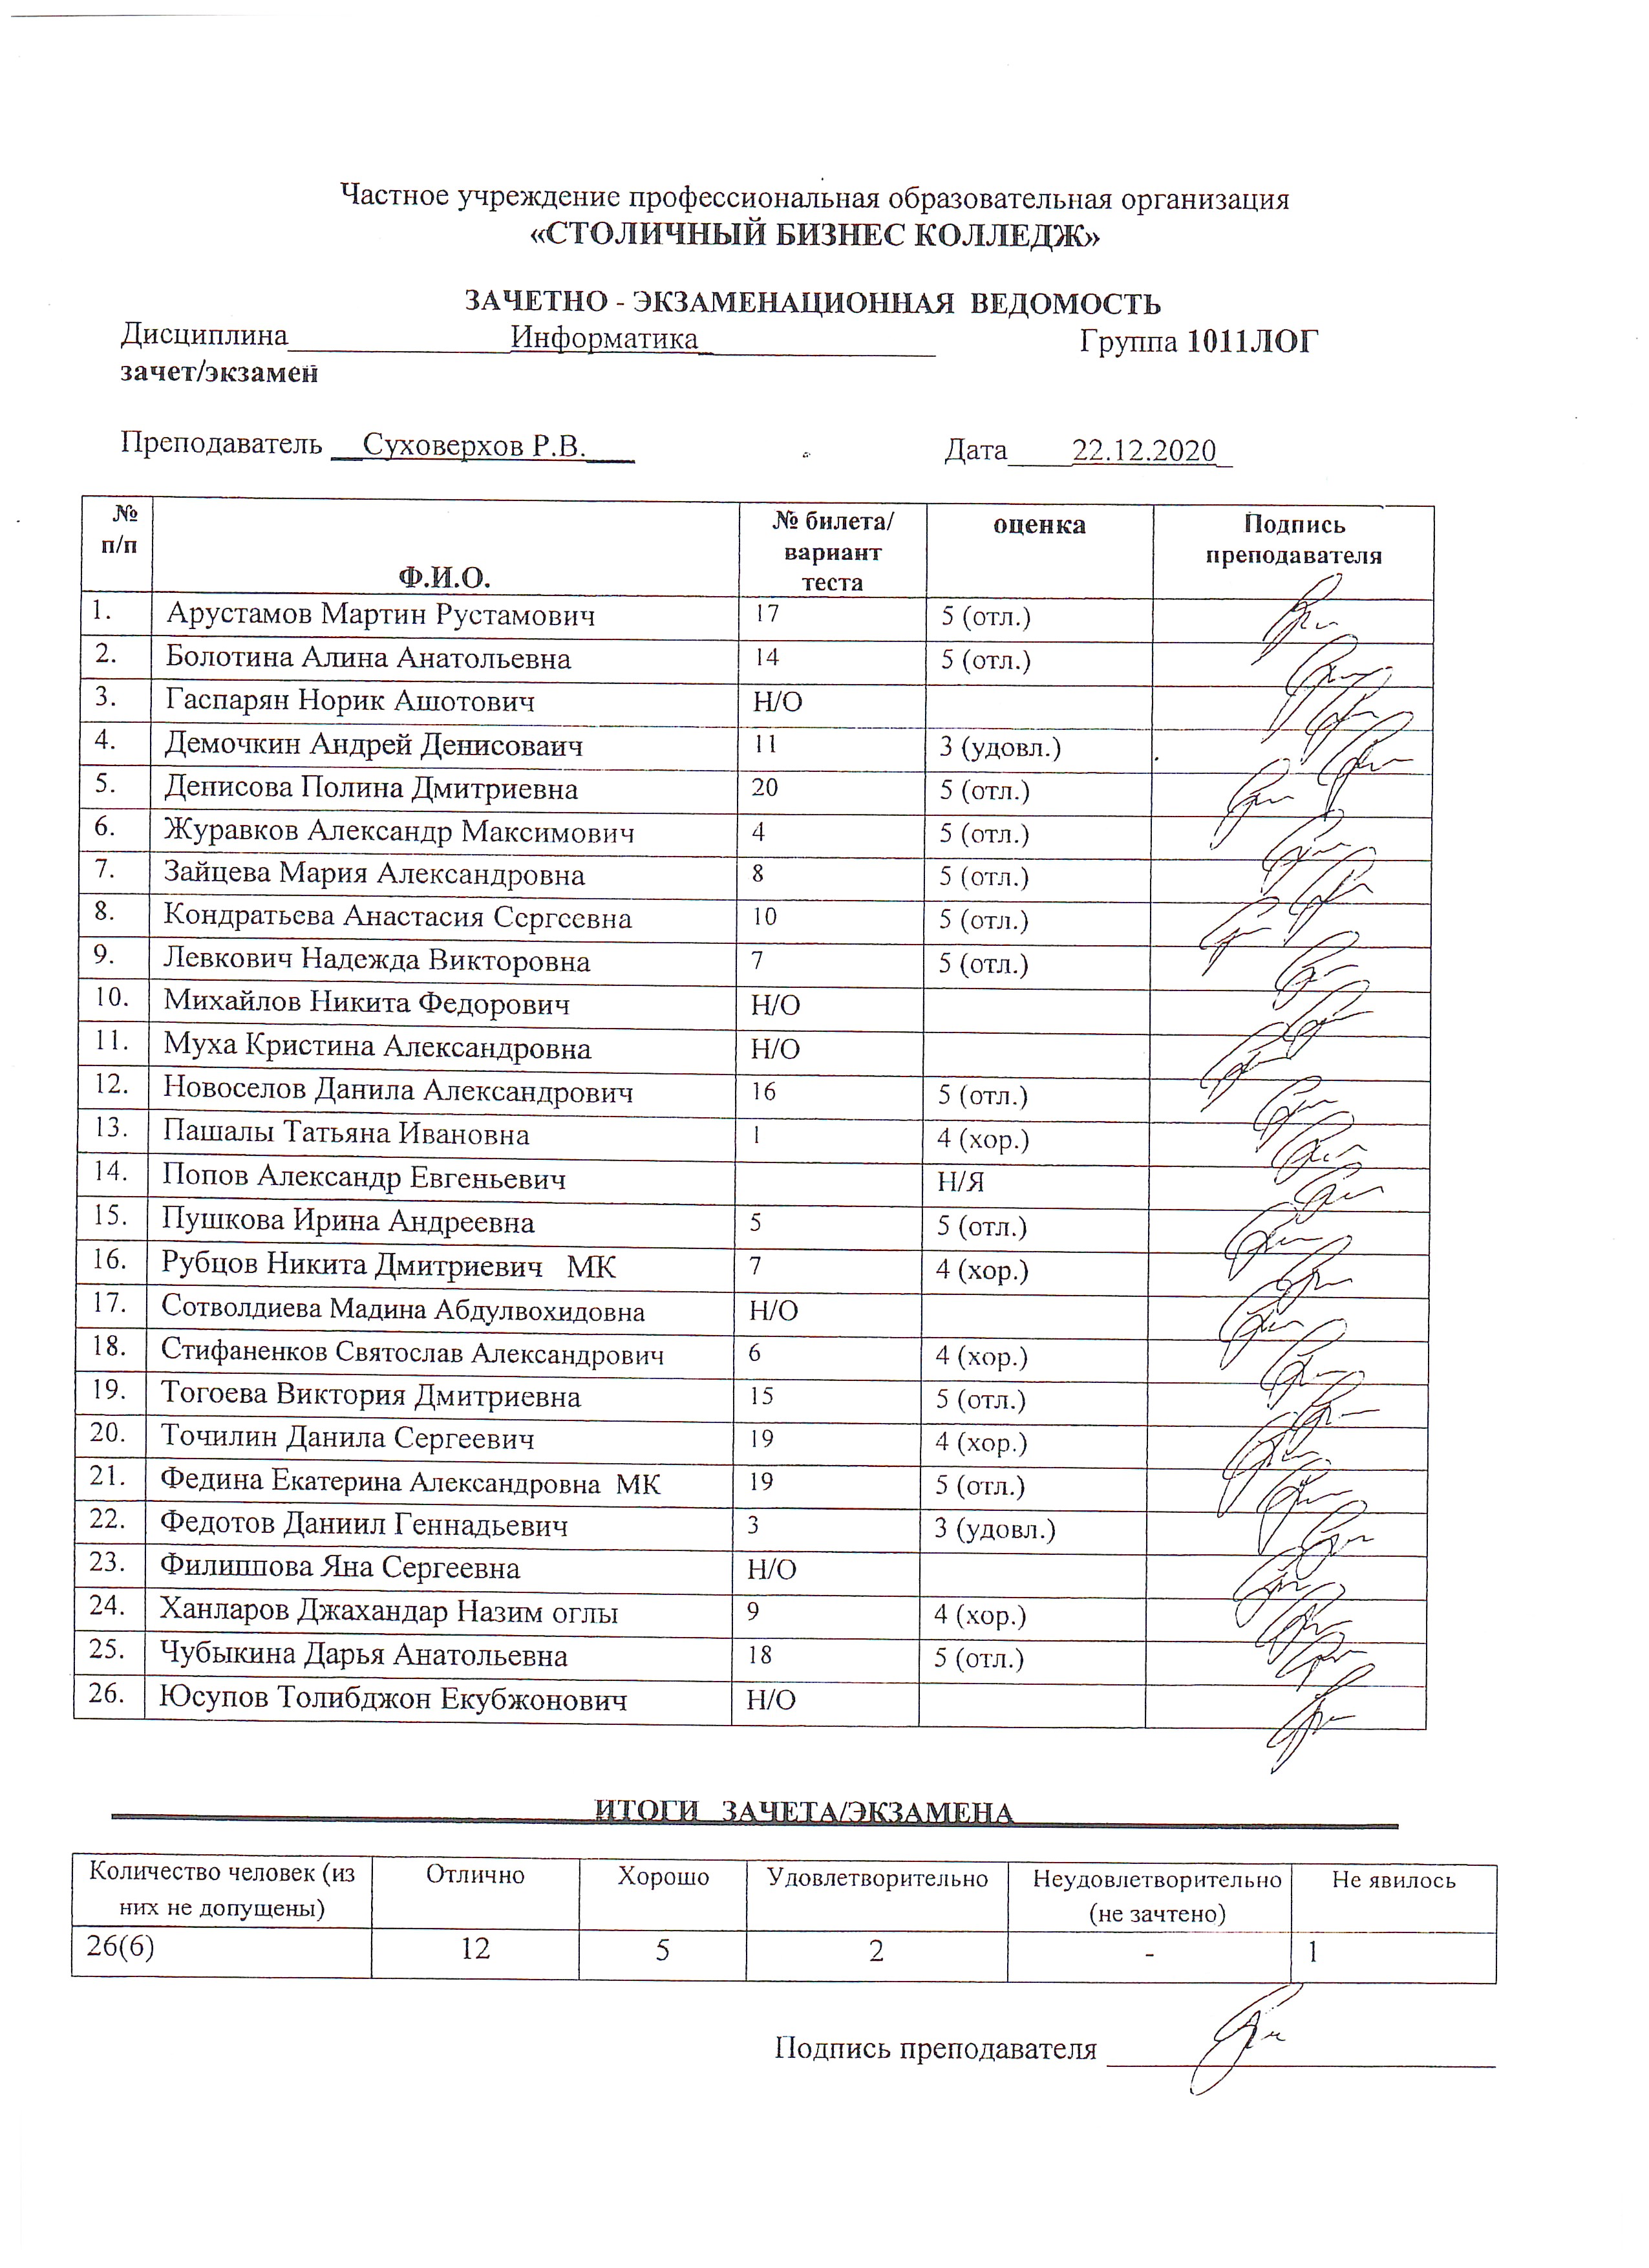 Частное учреждение профессиональная образовательная организация
«СТОЛИЧНЫЙ БИЗНЕС КОЛЛЕДЖ»
ЗАЧЕТНО - ЭКЗАМЕНАЦИОННАЯ ВЕДОМОСТЬ
Дисциплина Информатика Группа 1011ЛОГ
зачет/экзамен
Преподаватель Суховерхов Р.В. Дата 22.12.2020
№ п/п Ф.И.О. № билета/ вариант теста оценка Подпись преподавателя
1. Арустамов Мартин Рустамович 17 5 (отл.)
2. Болотина Алина Анатольевна 14 5 (отл.)
3. Гаспарян Норик Ашотович Н/О
4. Демочкин Андрей Денисоваич 11 3 (удовл.)
5. Денисова Полина Дмитриевна 20 5 (отл.)
6. Журавков Александр Максимович 4 5 (отл.)
7. Зайцева Мария Александровна 8 5 (отл.)
8. Кондратьева Анастасия Сергеевна 10 5 (отл.)
9. Левкович Надежда Викторовна 7 5 (отл.)
10. Михайлов Никита Федорович Н/О
11. Муха Кристина Александровна Н/О
12. Новоселов Данила Александрович 16 5 (отл.)
13. Пашалы Татьяна Ивановна 1 4 (хор.)
14. Попов Александр Евгеньевич Н/Я
15. Пушкова Ирина Андреевна 5 5 (отл.)
16. Рубцов Никита Дмитриевич МК 7 4 (хор.)
17. Сотволдиева Мадина Абдулвохидовна Н/О
18. Стифаненков Святослав Александрович 6 4 (хор.)
19. Тогоева Виктория Дмитриевна 15 5 (отл.)
20. Точилин Данила Сергеевич 19 4 (хор.)
21. Федина Екатерина Александровна МК 19 5 (отл.)
22. Федотов Даниил Геннадьевич 3 3 (удовл.)
23. Филиппова Яна Сергеевна Н/О
24. Ханларов Джахандар Назим оглы 9 4 (хор.)
25. Чубыкина Дарья Анатольевна 18 5 (отл.)
26. Юсупов Толибджон Екубжонович Н/О
ИТОГИ ЗАЧЕТА/ЭКЗАМЕНА
Количество человек (из них не допущены) Отлично Хорошо Удовлетворительно Неудовлетворительно (не зачтено) Не явилось
26(6) 12 5 2 - 1
Подпись преподавателя